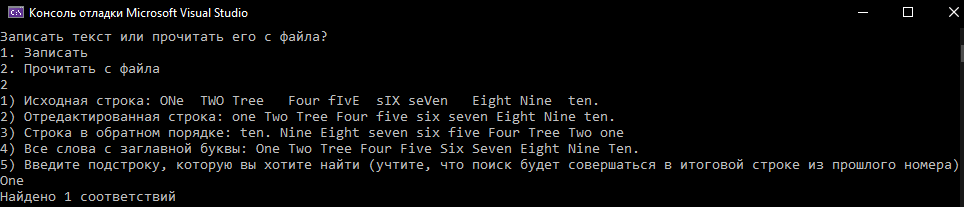 Консоль отладки Microsoft Visual Studio
Записать текст или прочитать его с файла?
1. Записать
2. Прочитать с файла
2
1) Исходная строка: ONe  TWO Tree   Four fIvE  sIX seVen   Eight Nine  ten.
2) Отредактированная строка: one Two Tree Four five six seven Eight Nine ten.
3) Строка в обратном порядке: ten. Nine Eight seven six five Four Tree Two one
4) Все слова с заглавной буквы: One Two Tree Four Five Six Seven Eight Nine Ten.
5) Введите подстроку, которую вы хотите найти (учтите, что поиск будет совершаться в итоговой строке из прошлого номера)
One
Найдено 1 соответствий